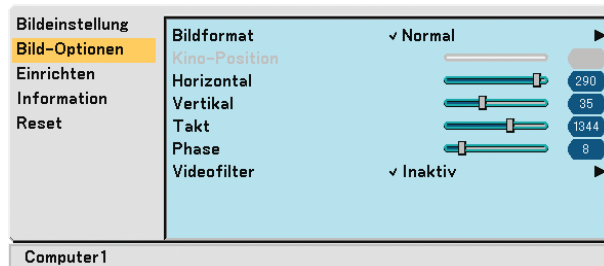 Bildeinstellung
Bild-Optionen
Einrichten
Information
Reset
Bildformat ✓ Normal
Kino-Position
Horizontal 290
Vertikal 35
Takt 1344
Phase 8
Videofilter ✓ Inaktiv
Computer1